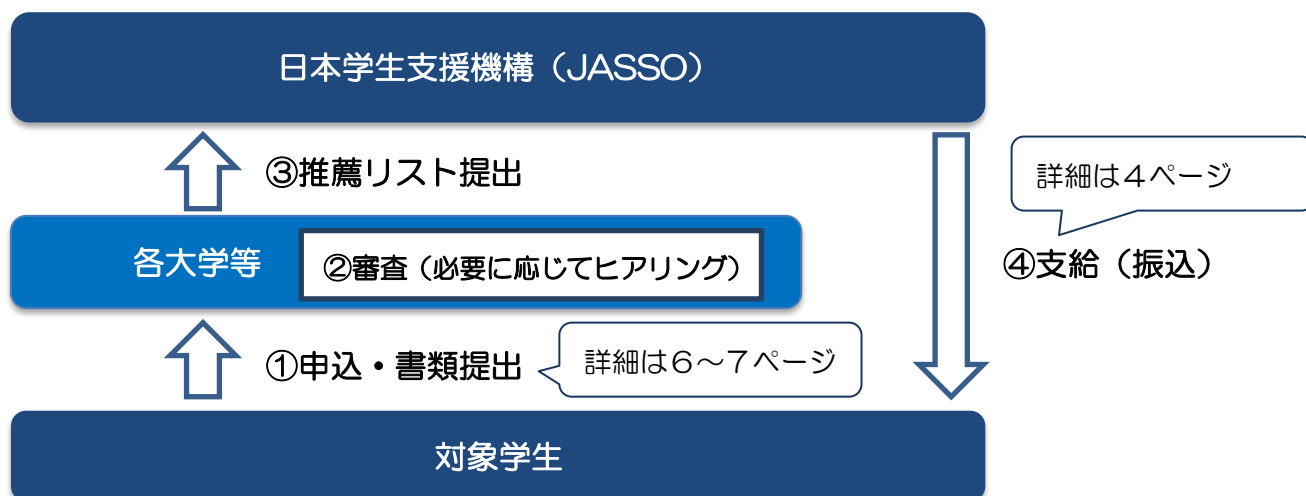 日本学生支援機構（JASSO）
③推薦リスト提出
詳細は４ページ
各大学等
②審査（必要に応じてヒアリング）
④支給（振込）
①申込・書類提出
詳細は６～７ページ
対象学生